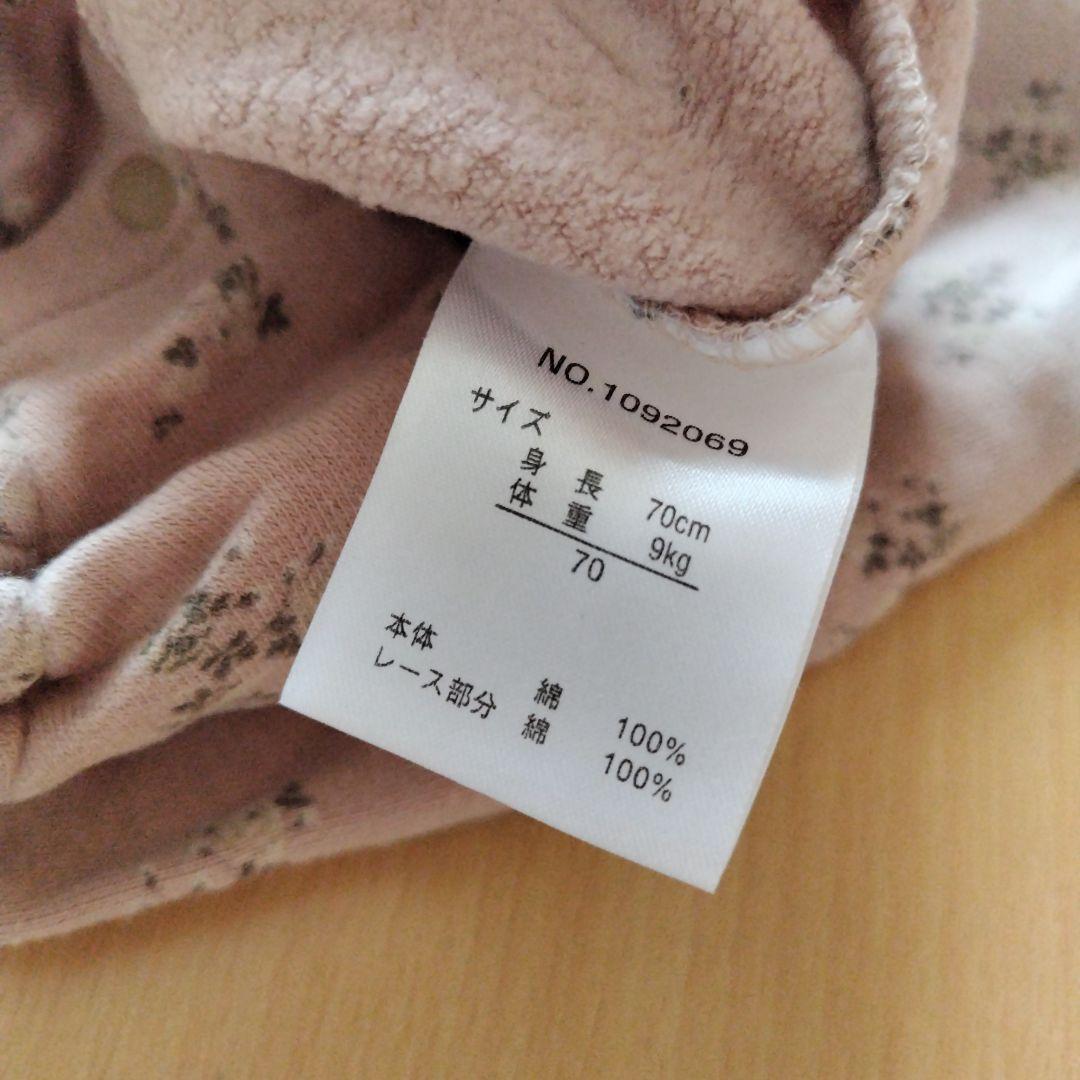 NO.1092069
サイズ
身 長 70cm
体 重 9kg
70
本体 綿 100%
レース部分 綿 100%